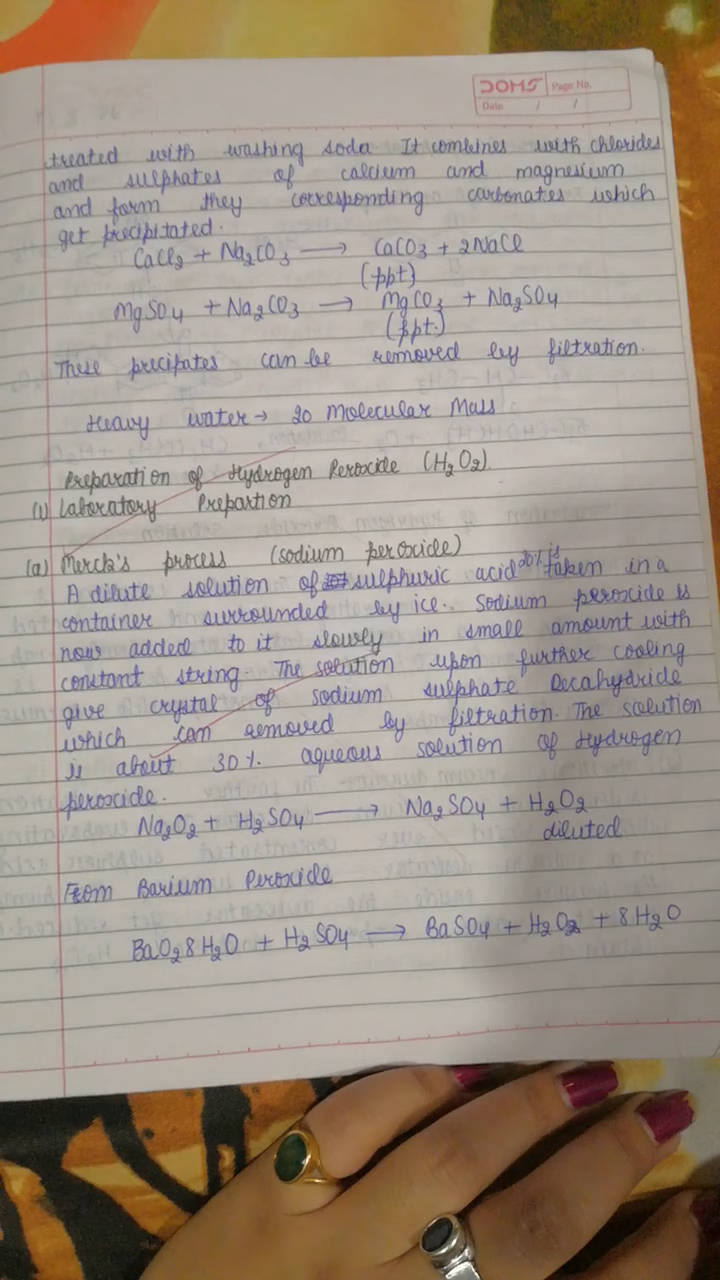 DOMS Page No.
Date / /
treated with washing soda It combines with chlorides
and sulphates of calcium and magnesium
and form they corresponding carbonates which
get precipitated.
CaCl2 + Na2CO3 → CaCO3 + 2NaCl
(ppt)
MgSO4 + Na2CO3 → MgCO3 + Na2SO4
(ppt.)
These precipates can be removed by filtration.
Heavy water → 20 Molecular Mass
Preparation of Hydrogen Peroxide (H2O2).
(1) Laboratory Prepartion
(a) Merck's process (sodium peroxide)
A dilute solution of sulphuric acid 20% is taken in a
container surrounded by ice. Sodium peroxide is
now added to it slowly in small amount with
constant string. The solution upon further cooling
give crystal of sodium sulphate Decahydride
which can removed by filtration. The solution
is about 30% aqueous solution of Hydrogen
peroxide.
Na2O2 + H2SO4 → Na2SO4 + H2O2
diluted
From Barium Peroxide
BaO2 8H2O + H2SO4 → BaSO4 + H2O2 + 8H2O